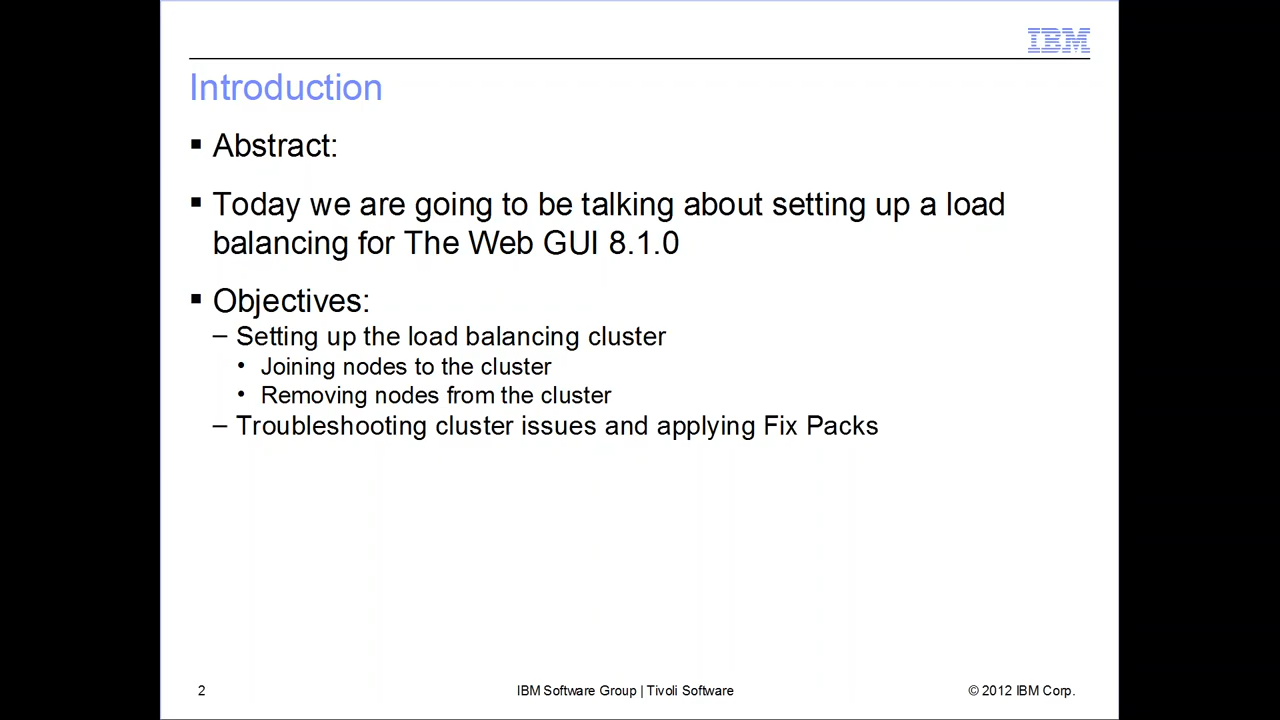 IBM
Introduction
▪ Abstract:
▪ Today we are going to be talking about setting up a load
balancing for The Web GUI 8.1.0
▪ Objectives:
– Setting up the load balancing cluster
• Joining nodes to the cluster
• Removing nodes from the cluster
– Troubleshooting cluster issues and applying Fix Packs
2 IBM Software Group | Tivoli Software © 2012 IBM Corp.